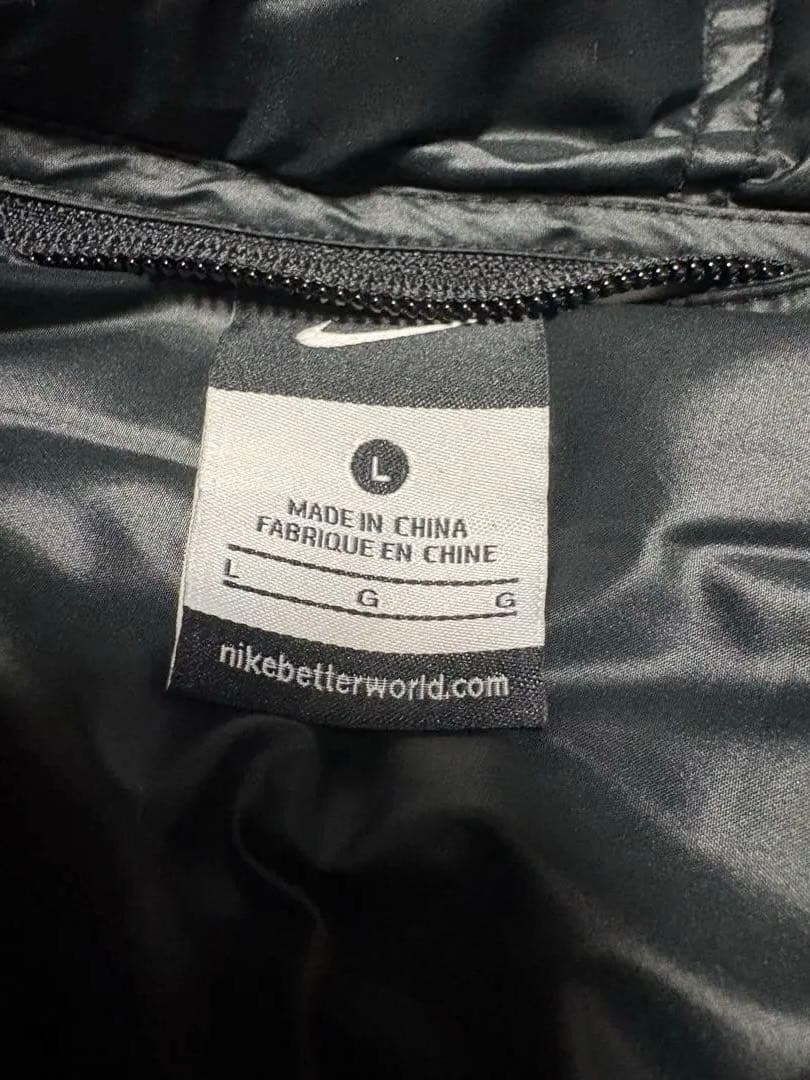 L
MADE IN CHINA
FABRIQUE EN CHINE
L G G
nikebetterworld.com